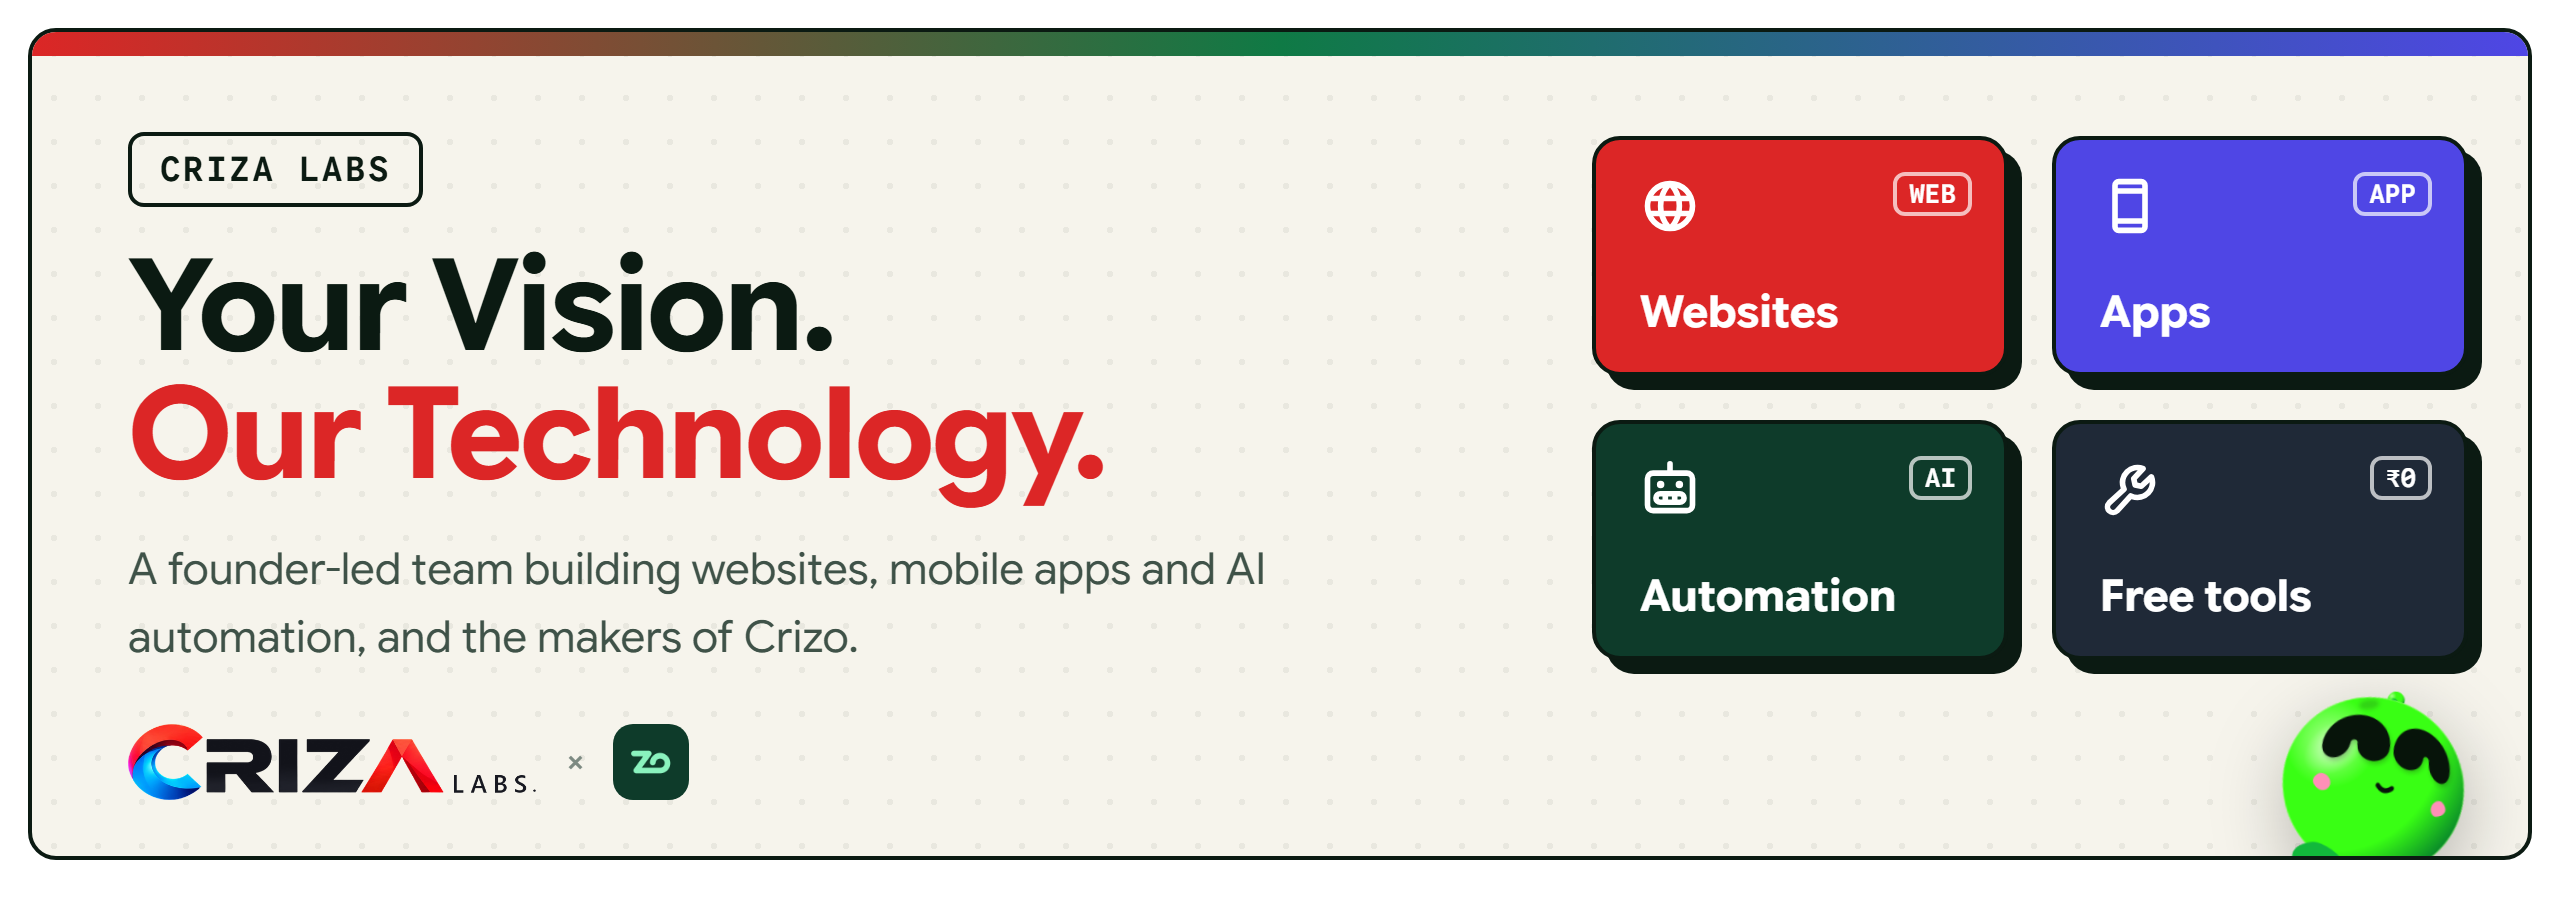 CRIZA LABS
Your Vision.
Our Technology.
A founder-led team building websites, mobile apps and AI
automation, and the makers of Crizo.
CRIZA LABS.
×
zo
WEB
Websites
APP
Apps
AI
Automation
₹0
Free tools